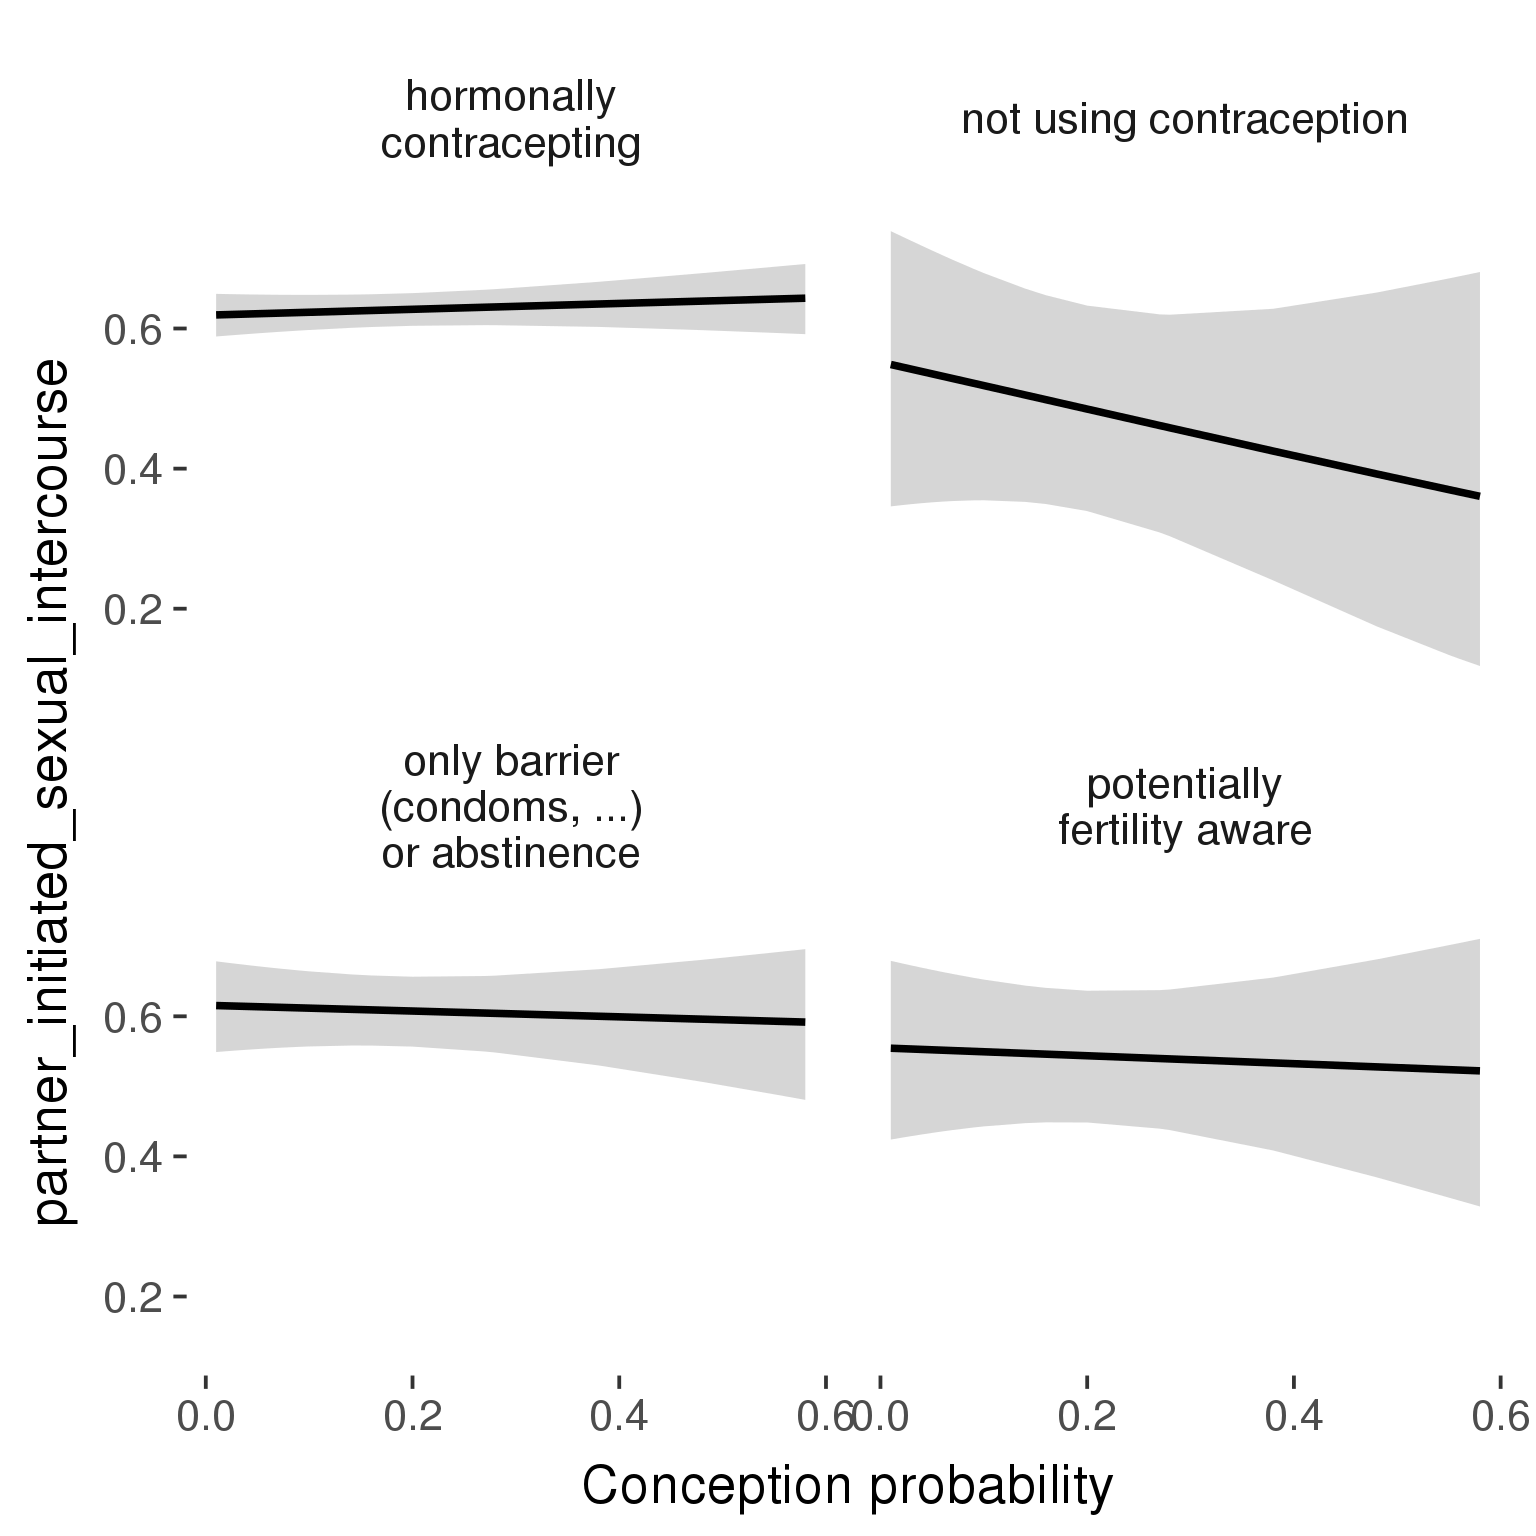 hormonally
contracepting
not using contraception
0.6
0.4
0.2
only barrier
(condoms, ...)
or abstinence
potentially
fertility aware
0.6
0.4
0.2
0.0 0.2 0.4 0.6 0.0 0.2 0.4 0.6
Conception probability
partner_initiated_sexual_intercourse